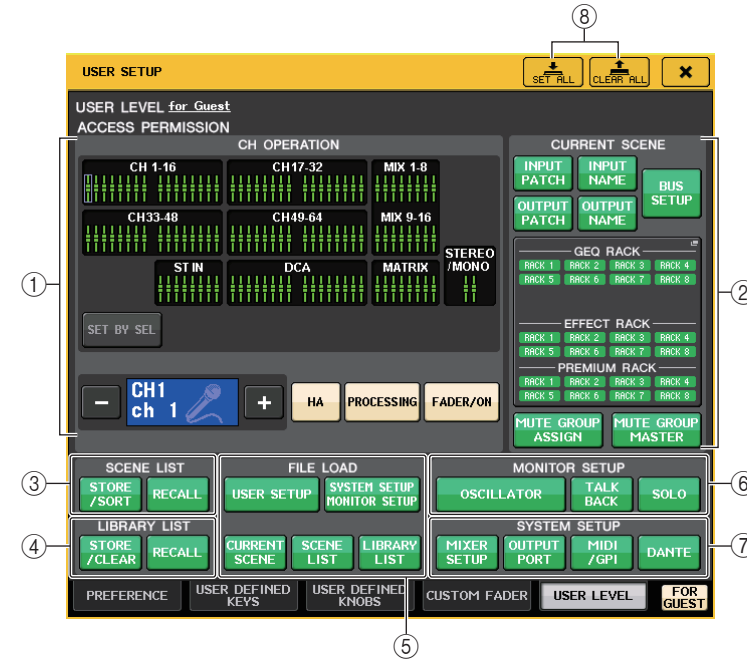 ⑧
USER SETUP
SET ALL
CLEAR ALL
USER LEVEL for Guest
ACCESS PERMISSION
①
CH OPERATION
CH 1-16
CH17-32
MIX 1-8
CH33-48
CH49-64
MIX 9-16
ST IN
DCA
MATRIX
STEREO
/MONO
SET BY SEL
CH1
ch 1
HA
PROCESSING
FADER/ON
②
CURRENT SCENE
INPUT
PATCH
INPUT
NAME
BUS
SETUP
OUTPUT
PATCH
OUTPUT
NAME
GEQ RACK
RACK 1 RACK 2 RACK 3 RACK 4
RACK 5 RACK 6 RACK 7 RACK 8
EFFECT RACK
RACK 1 RACK 2 RACK 3 RACK 4
RACK 5 RACK 6 RACK 7 RACK 8
PREMIUM RACK
RACK 1 RACK 2 RACK 3 RACK 4
RACK 5 RACK 6 RACK 7 RACK 8
MUTE GROUP
ASSIGN
MUTE GROUP
MASTER
③
SCENE LIST
STORE
/SORT
RECALL
④
LIBRARY LIST
STORE
/CLEAR
RECALL
FILE LOAD
USER SETUP
SYSTEM SETUP
MONITOR SETUP
CURRENT
SCENE
SCENE
LIST
LIBRARY
LIST
⑤
MONITOR SETUP
OSCILLATOR
TALK
BACK
SOLO
⑥
SYSTEM SETUP
MIXER
SETUP
OUTPUT
PORT
MIDI
/GPI
DANTE
⑦
PREFERENCE
USER DEFINED
KEYS
USER DEFINED
KNOBS
CUSTOM FADER
USER LEVEL
FOR
GUEST